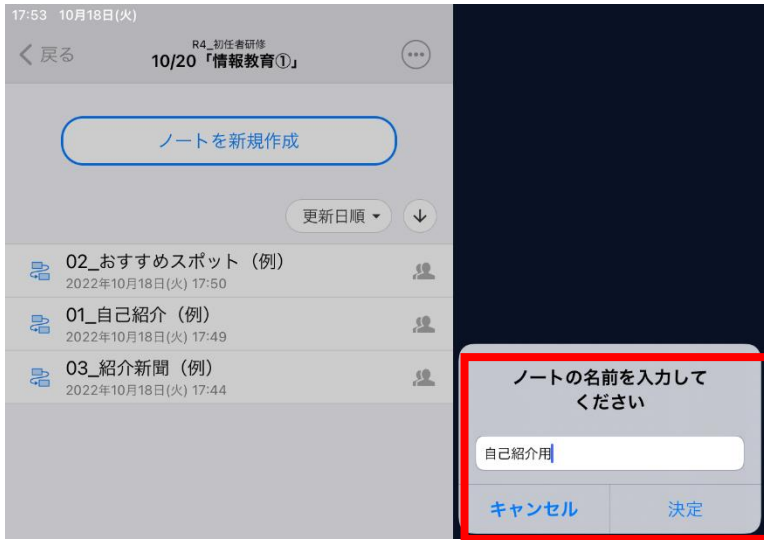 17:53 10月18日(火)
戻る
R4_初任者研修
10/20「情報教育①」
ノートを新規作成
更新日順
02_おすすめスポット（例）
2022年10月18日(火) 17:50
01_自己紹介（例）
2022年10月18日(火) 17:49
03_紹介新聞（例）
2022年10月18日(火) 17:44
ノートの名前を入力して
ください
自己紹介用
キャンセル 決定